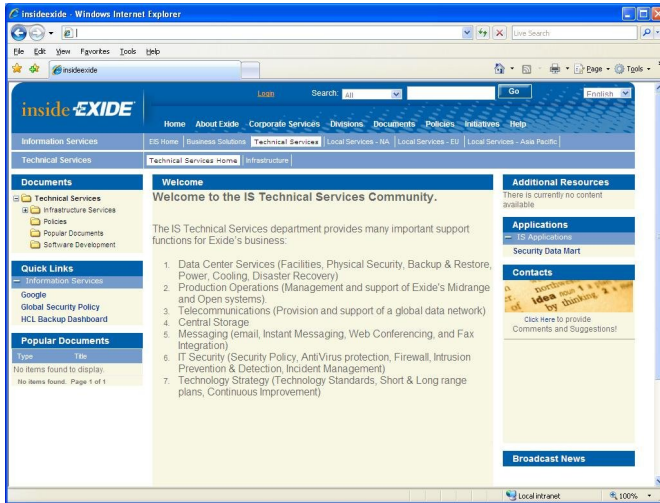 insideexide - Windows Internet Explorer
Live Search
File Edit View Favorites Tools Help
insideexide
Page Tools
Login Search: All Go English
inside EXIDE
Home About Exide Corporate Services Divisions Documents Policies Initiatives Help
Information Services
EIS Home Business Solutions Technical Services Local Services - NA Local Services - EU Local Services - Asia Pacific
Technical Services
Technical Services Home Infrastructure
Documents
Technical Services
Infrastructure Services
Policies
Popular Documents
Software Development
Quick Links
Information Services
Google
Global Security Policy
HCL Backup Dashboard
Popular Documents
Type Title
No items found to display.
No items found. Page 1 of 1
Welcome
Welcome to the IS Technical Services Community.
The IS Technical Services department provides many important support
functions for Exide's business:
1. Data Center Services (Facilities, Physical Security, Backup & Restore,
Power, Cooling, Disaster Recovery)
2. Production Operations (Management and support of Exide's Midrange
and Open systems).
3. Telecommunications (Provision and support of a global data network)
4. Central Storage
5. Messaging (email, Instant Messaging, Web Conferencing, and Fax
Integration)
6. IT Security (Security Policy, AntiVirus protection, Firewall, Intrusion
Prevention & Detection, Incident Management)
7. Technology Strategy (Technology Standards, Short & Long range
plans, Continuous Improvement)
Additional Resources
There is currently no content
available
Applications
IS Applications
Security Data Mart
Contacts
idea
by thinking
Click Here to provide
Comments and Suggestions!
Broadcast News
Local intranet 100%